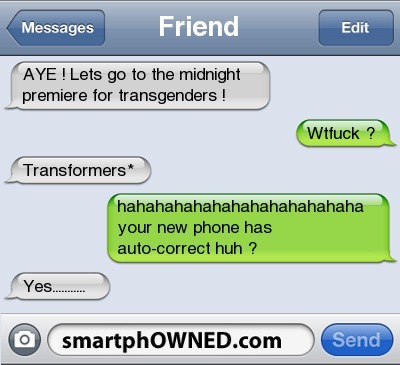 Messages
Friend
Edit
AYE ! Lets go to the midnight
premiere for transgenders !
Wtfuck ?
Transformers*
hahahahahahahahahahahahaha
your new phone has
auto-correct huh ?
Yes...........
smartphOWNED.com
Send